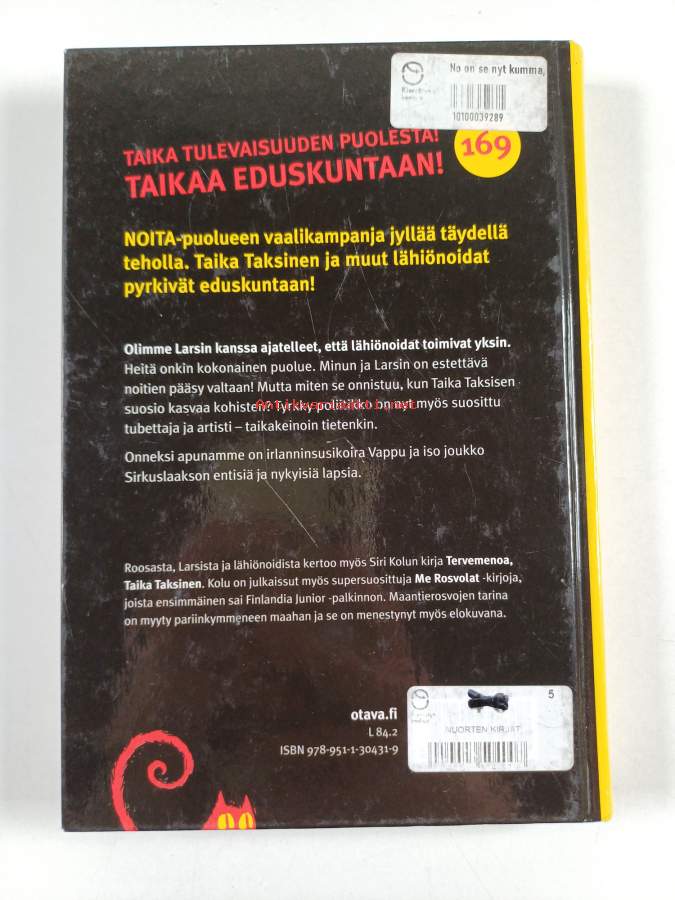 No on se nyt kumma,
10100039289
TAIKA TULEVAISUUDEN PUOLESTA!
169
TAIKAA EDUSKUNTAAN!
NOITA-puolueen vaalikampanja jyllää täydellä
teholla. Taika Taksinen ja muut lähiönoidat
pyrkivät eduskuntaan!
Olimme Larsin kanssa ajatelleet, että lähiönoidat toimivat yksin.
Heitä onkin kokonainen puolue. Minun ja Larsin on estettävä
noitien pääsy valtaan! Mutta miten se onnistuu, kun Taika Taksisen
suosio kasvaa kohisten? Tyrkky-poliitikko on nyt myös suosittu
tubettaja ja artisti – taikakeinoin tietenkin.
Onneksi apunamme on irlanninsusikoira Vappu ja iso joukko
Sirkuslaakson entisiä ja nykyisiä lapsia.
Roosasta, Larsista ja lähiönoidista kertoo myös Siri Kolun kirja Tervemenoa,
Taika Taksinen. Kolu on julkaissut myös supersuosittuja Me Rosvolat -kirjoja,
joista ensimmäinen sai Finlandia Junior -palkinnon. Maantierosvojen tarina
on myyty pariinkymmeneen maahan ja se on menestynyt myös elokuvana.
otava.fi
L 84.2
ISBN 978-951-1-30431-9
5
NUORTEN KIRJAT